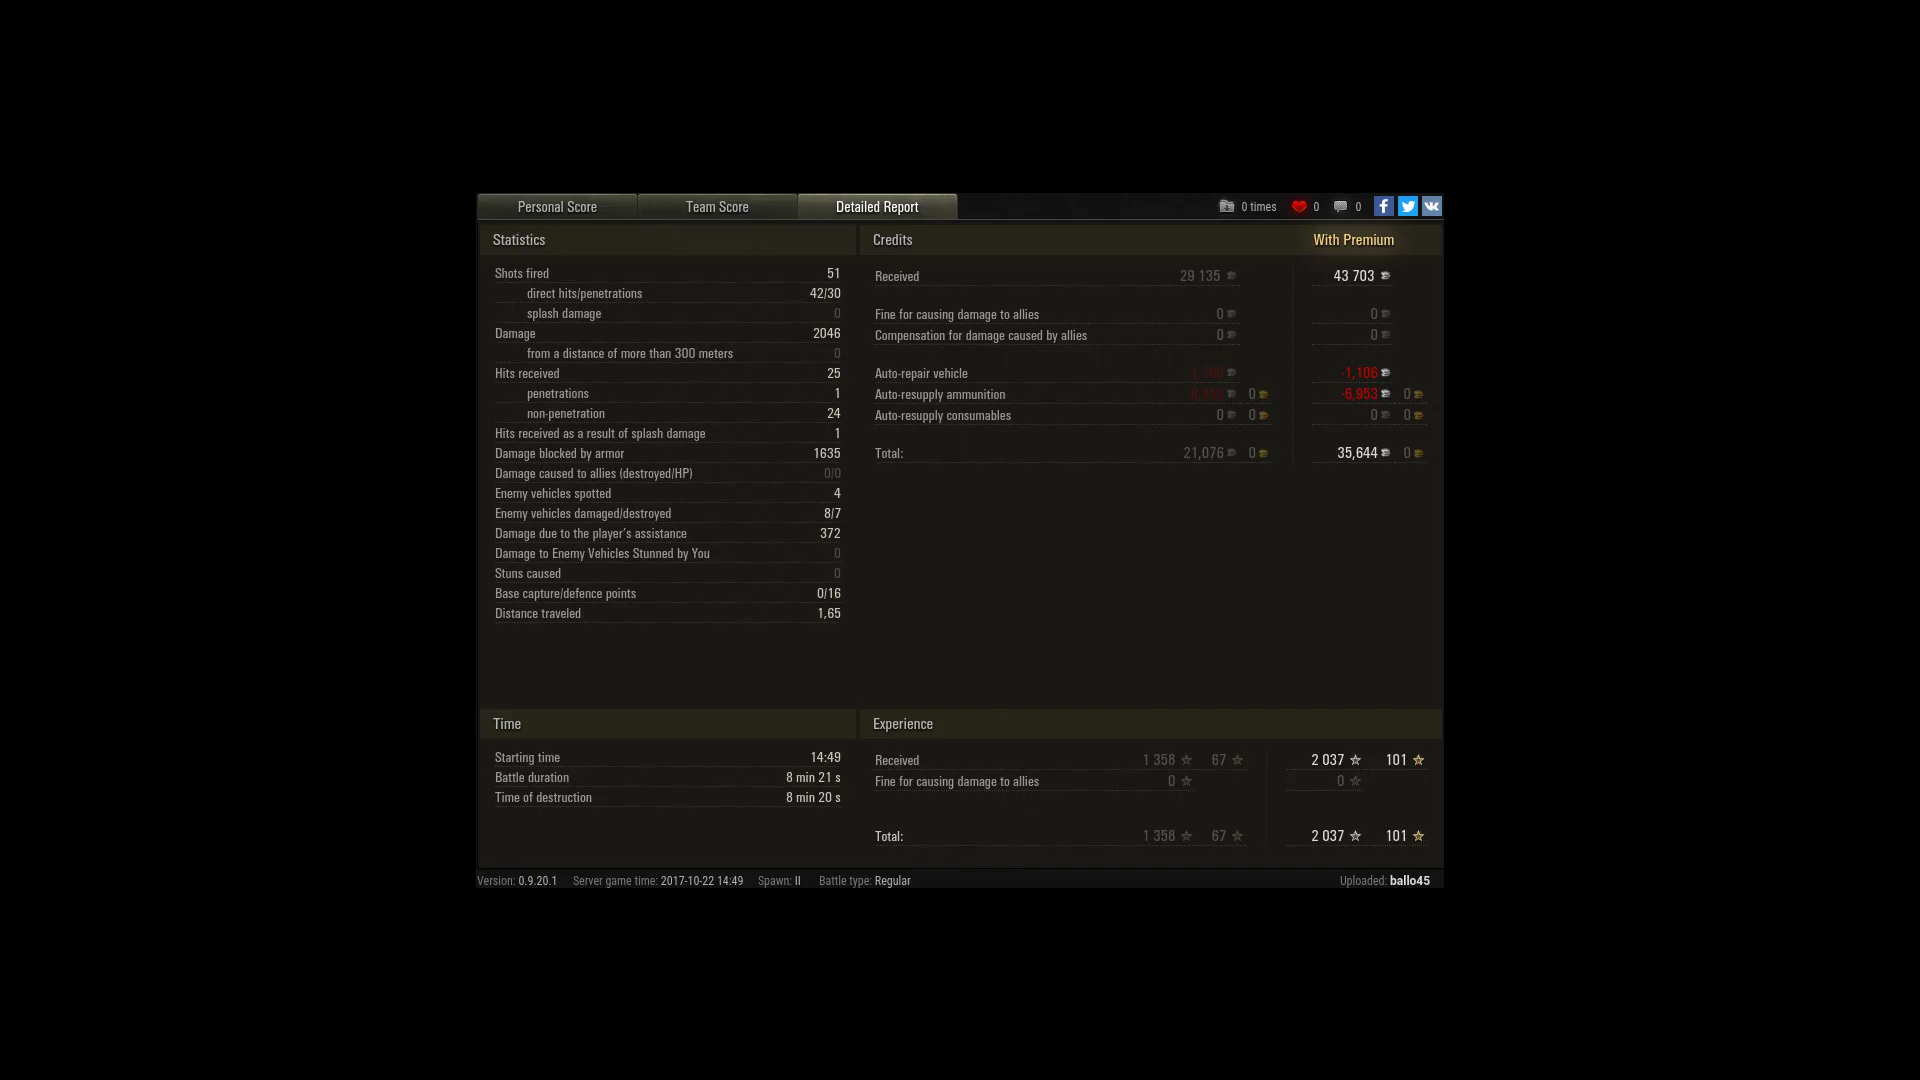 Personal Score Team Score Detailed Report 0 times 0 0
Statistics
Shots fired 51
direct hits/penetrations 42/30
splash damage 0
Damage 2046
from a distance of more than 300 meters 0
Hits received 25
penetrations 1
non-penetration 24
Hits received as a result of splash damage 1
Damage blocked by armor 1635
Damage caused to allies (destroyed/HP) 0/0
Enemy vehicles spotted 4
Enemy vehicles damaged/destroyed 8/7
Damage due to the player's assistance 372
Damage to Enemy Vehicles Stunned by You 0
Stuns caused 0
Base capture/defence points 0/16
Distance traveled 1,65
Credits With Premium
Received 29 135 43 703
Fine for causing damage to allies 0 0
Compensation for damage caused by allies 0 0
Auto-repair vehicle -1,106
Auto-resupply ammunition -6,953 0 -6,953 0
Auto-resupply consumables 0 0 0 0
Total: 21,076 0 35,644 0
Time
Starting time 14:49
Battle duration 8 min 21 s
Time of destruction 8 min 20 s
Experience
Received 1 358 67 2 037 101
Fine for causing damage to allies 0 0
Total: 1 358 67 2 037 101
Version: 0.9.20.1 Server game time: 2017-10-22 14:49 Spawn: II Battle type: Regular Uploaded: ballo45